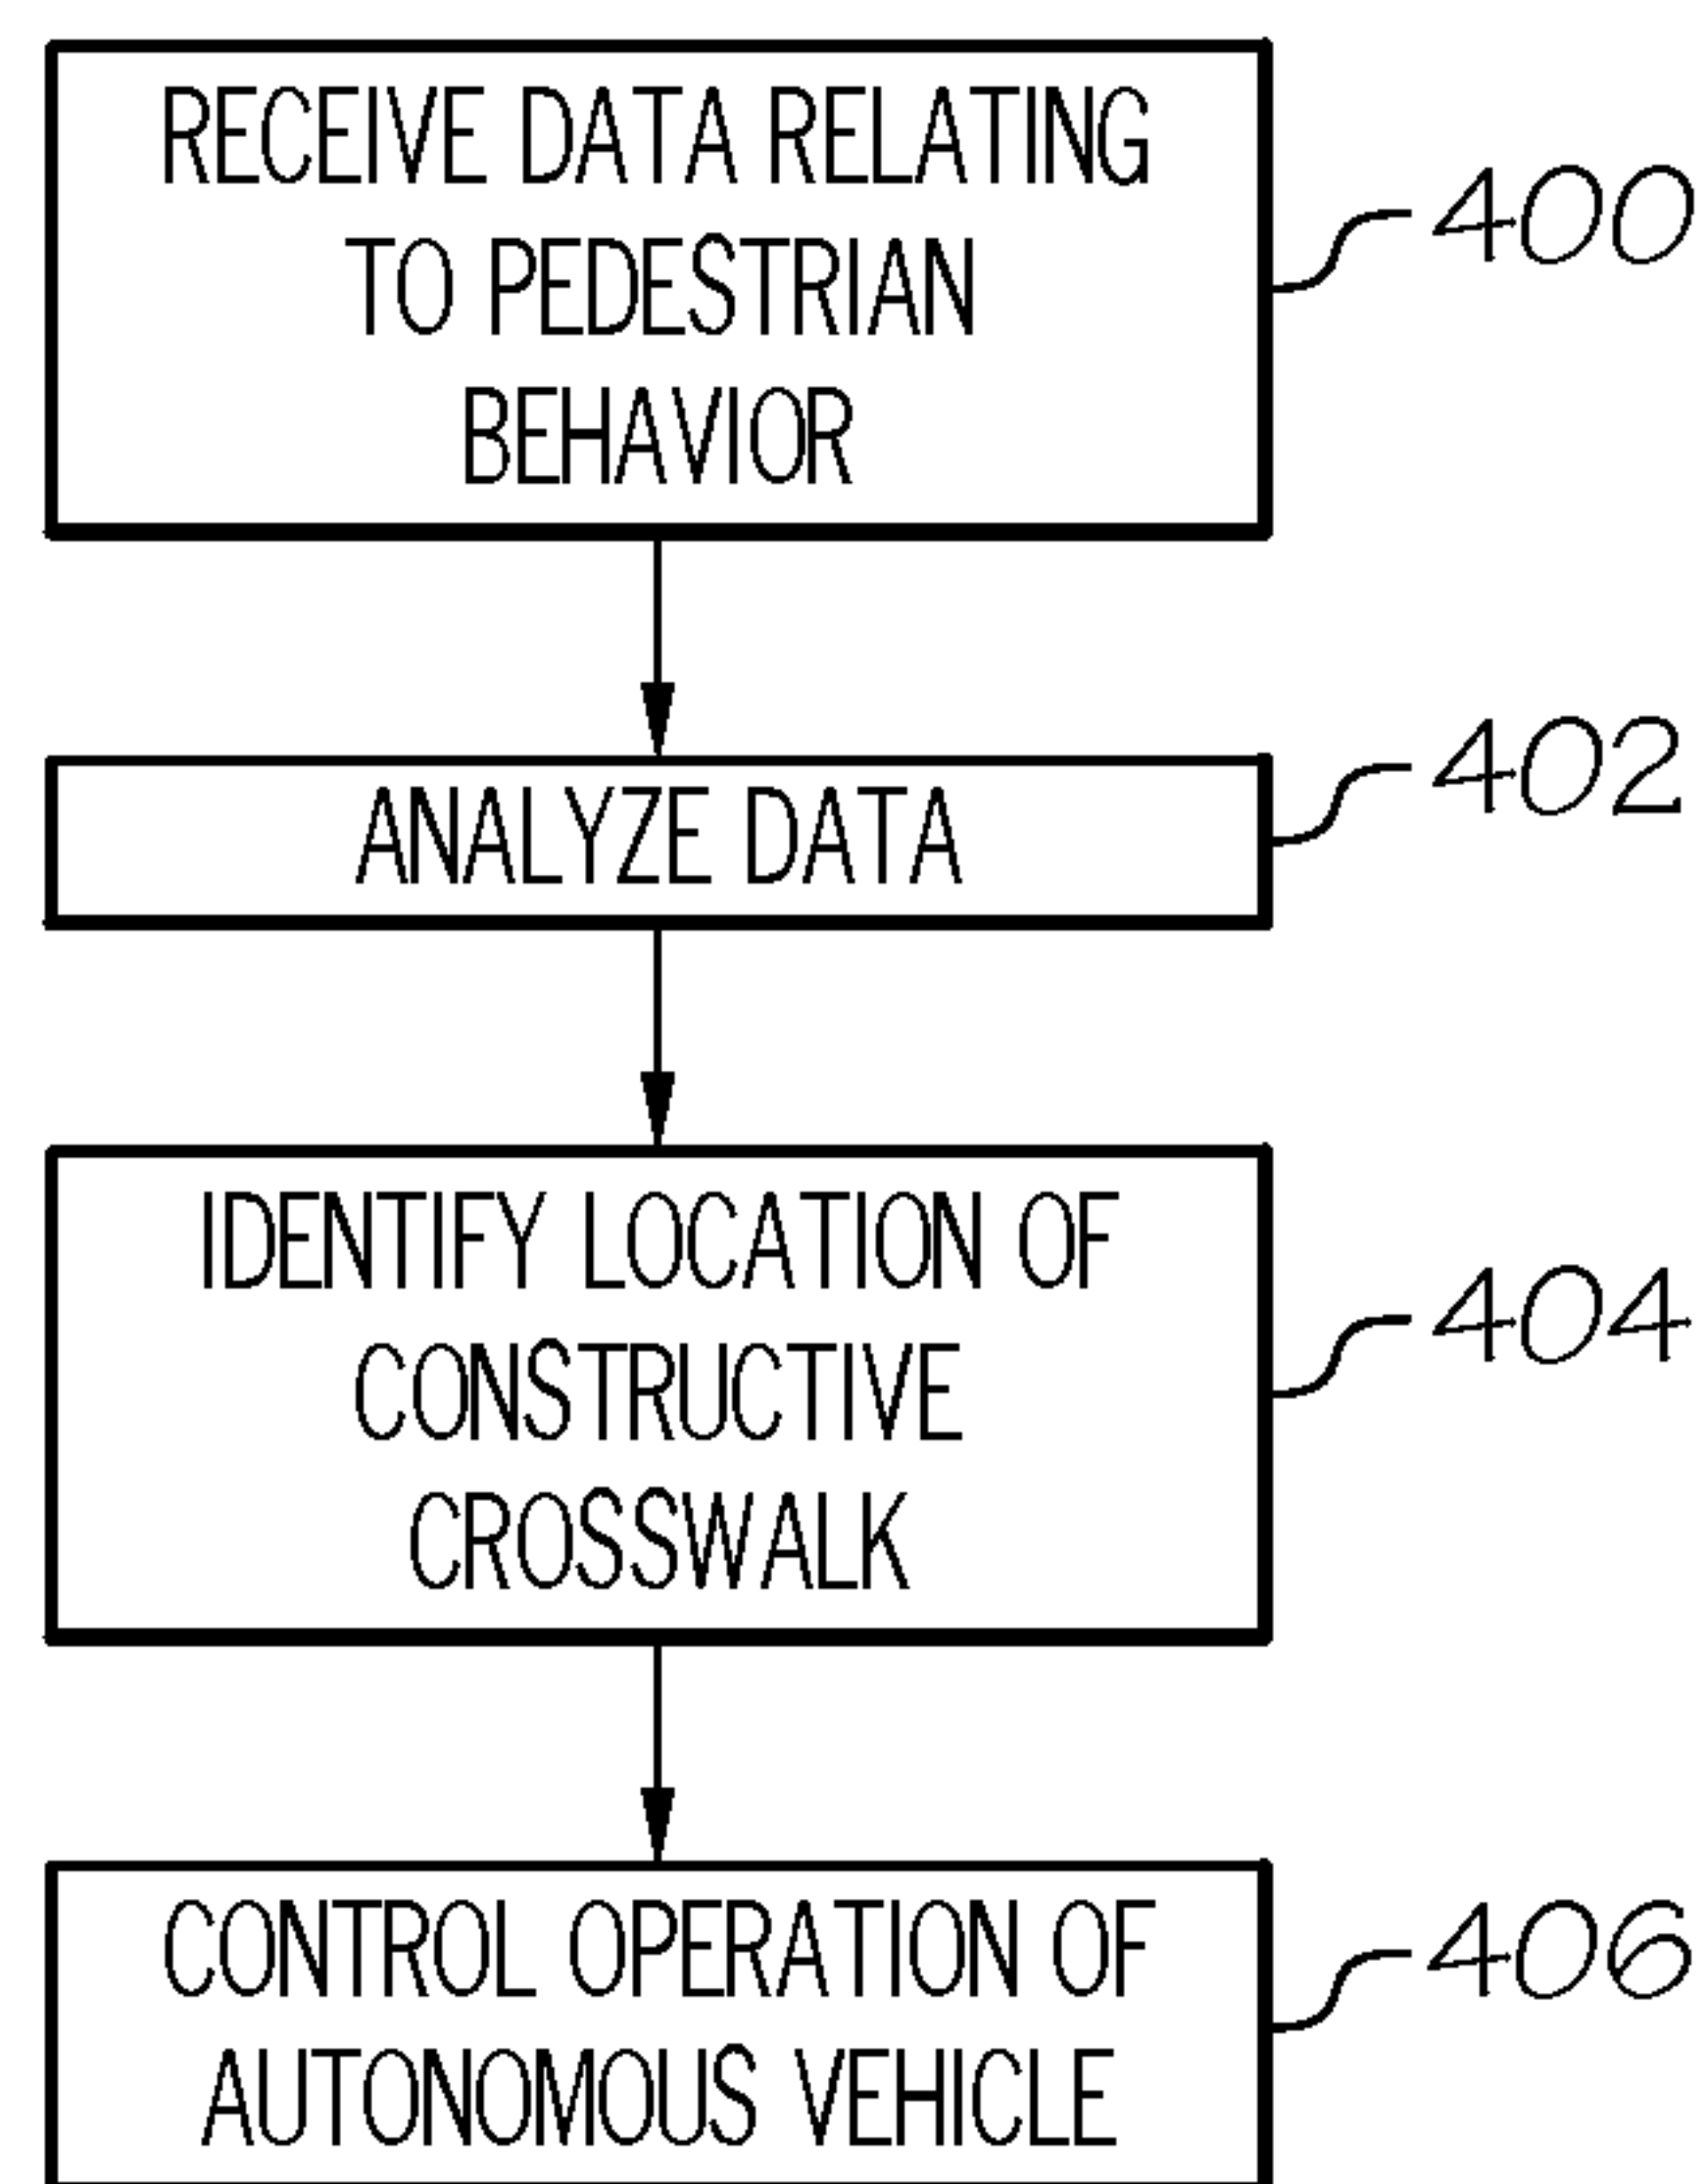 RECEIVE DATA RELATING
TO PEDESTRIAN
BEHAVIOR
400
ANALYZE DATA
402
IDENTIFY LOCATION OF
CONSTRUCTIVE
CROSSWALK
404
CONTROL OPERATION OF
AUTONOMOUS VEHICLE
406